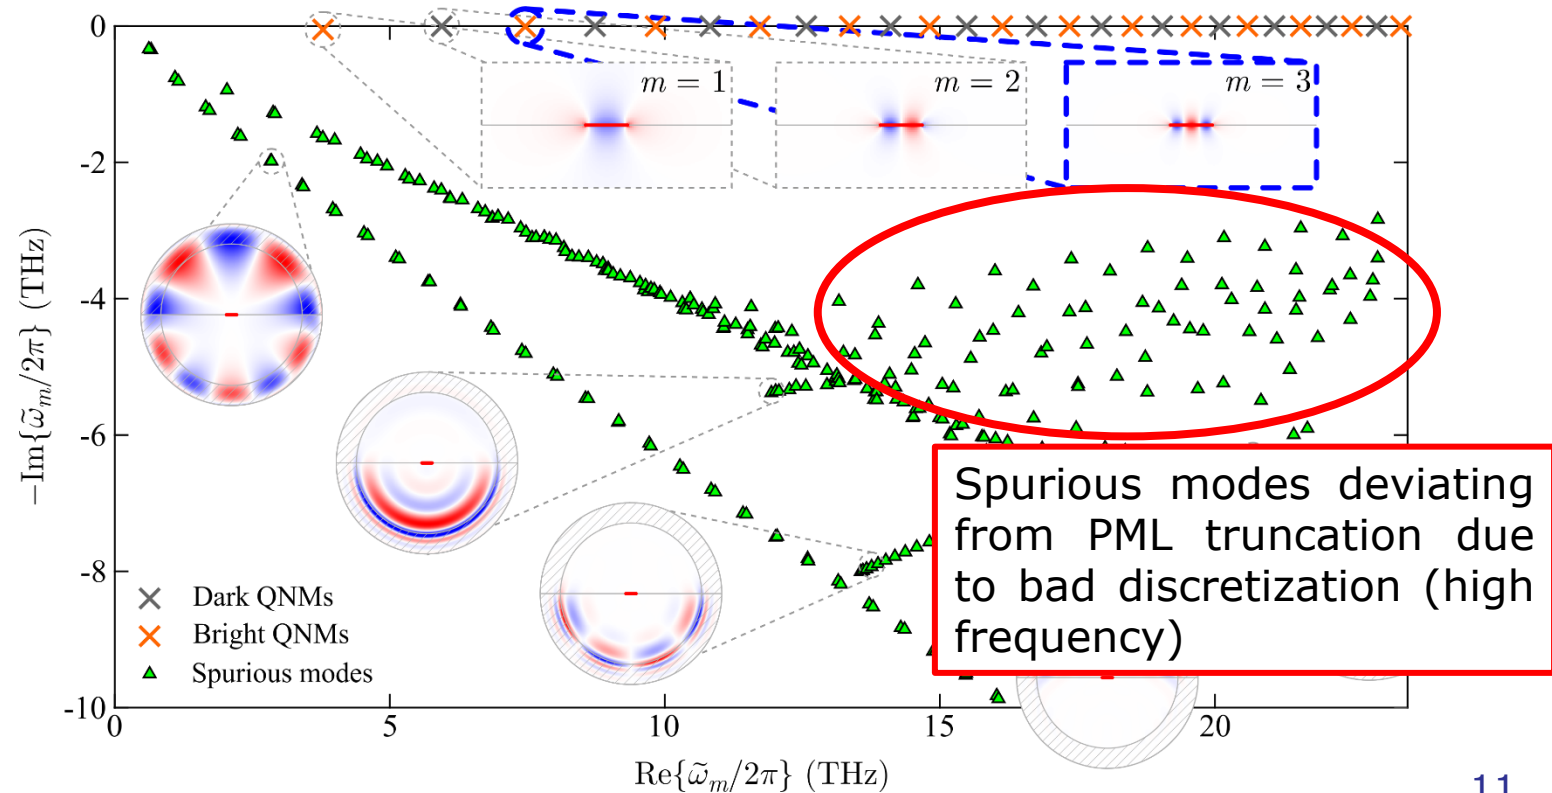 0
m = 1
m = 2
m = 3
-2
-4
-6
-8
-10
−Im{ω̃ₘ/2π} (THz)
Dark QNMs
Bright QNMs
Spurious modes
Spurious modes deviating
from PML truncation due
to bad discretization (high
frequency)
0
5
10
15
20
Re{ω̃ₘ/2π} (THz)
11